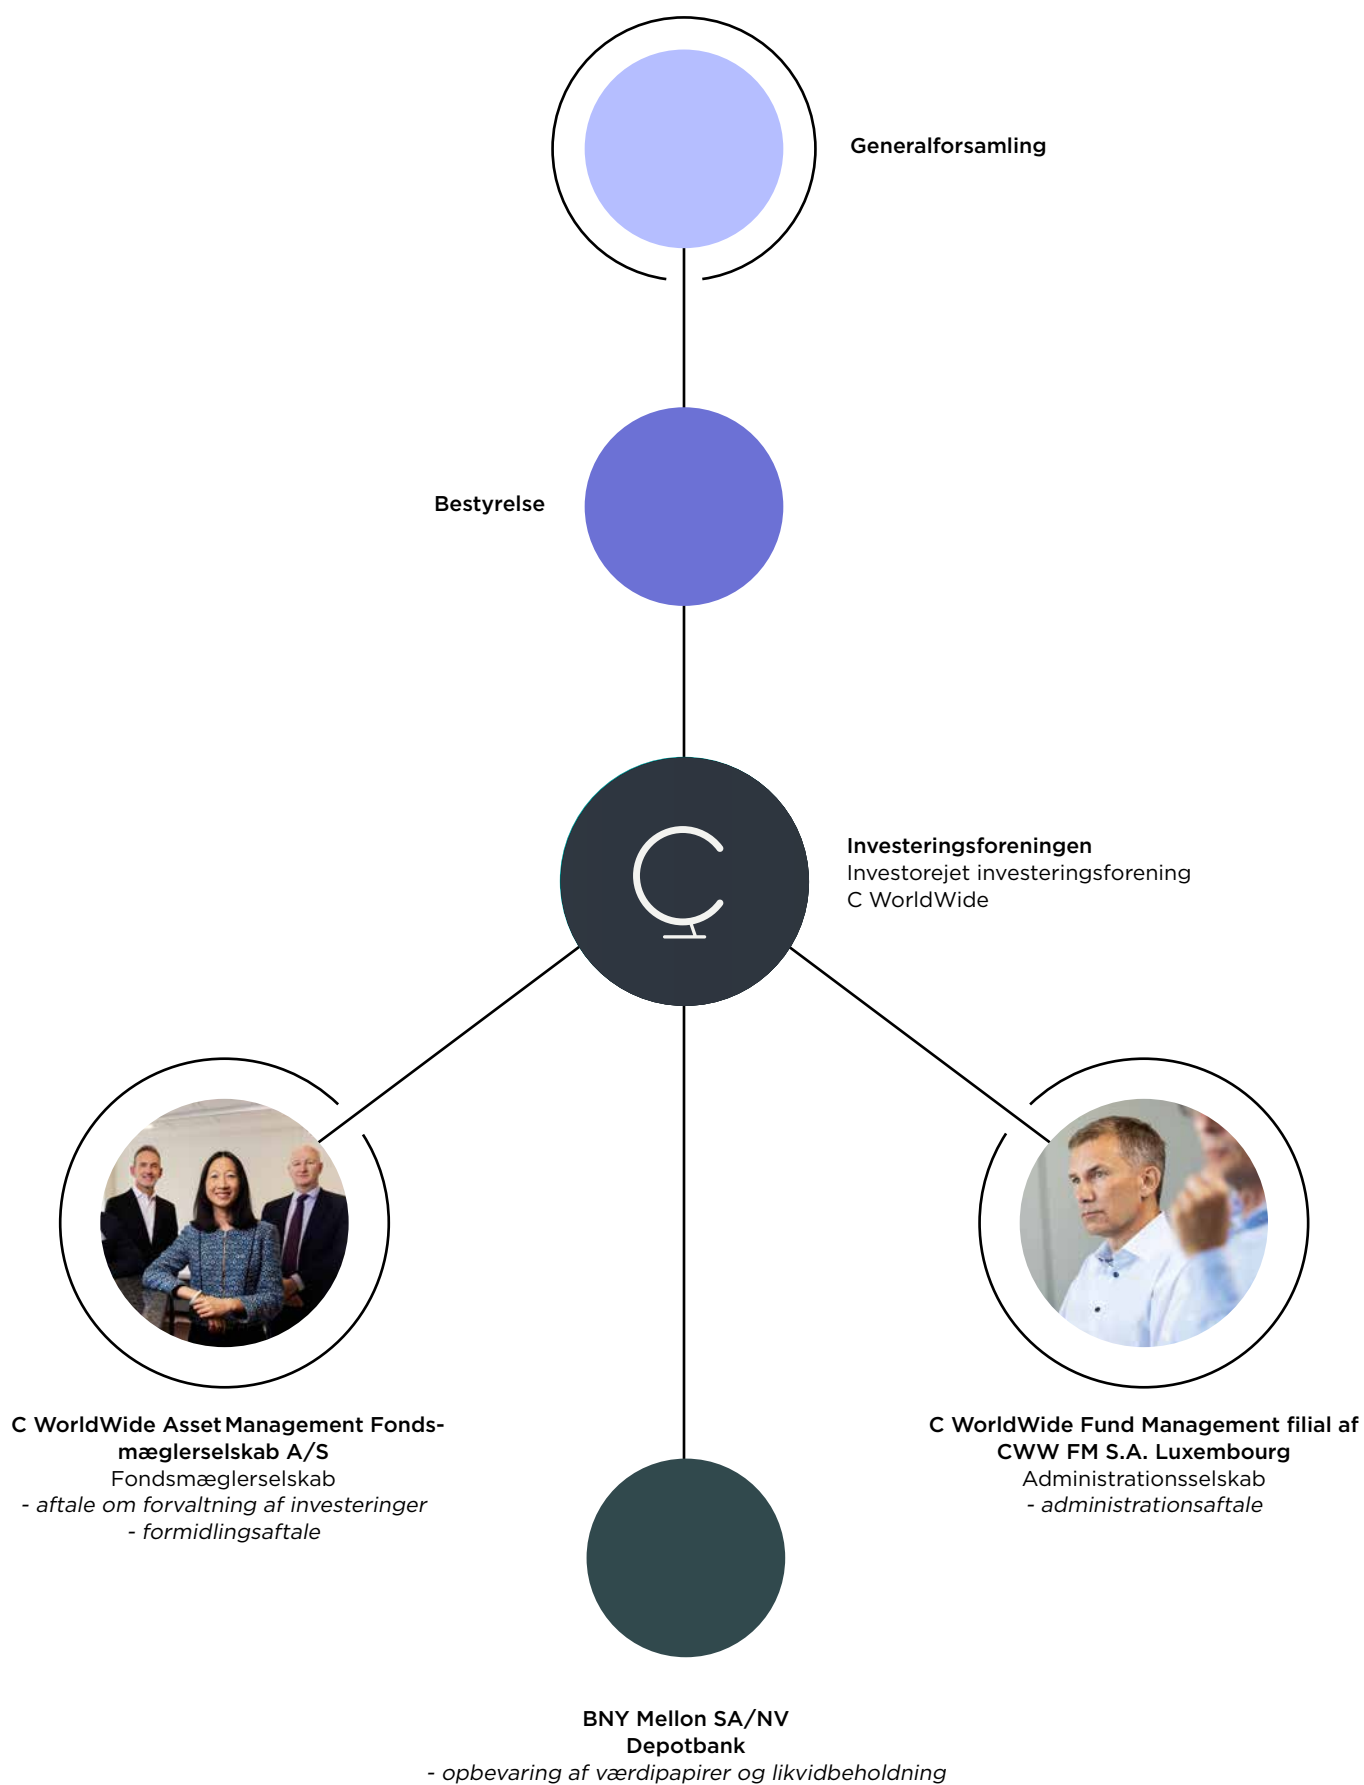 Generalforsamling
Bestyrelse
Investeringsforeningen
Investorejet investeringsforening
C WorldWide
C WorldWide Asset Management Fonds-
mæglerselskab A/S
Fondsmæglerselskab
- aftale om forvaltning af investeringer
- formidlingsaftale
C WorldWide Fund Management filial af
CWW FM S.A. Luxembourg
Administrationsselskab
- administrationsaftale
BNY Mellon SA/NV
Depotbank
- opbevaring af værdipapirer og likvidbeholdning